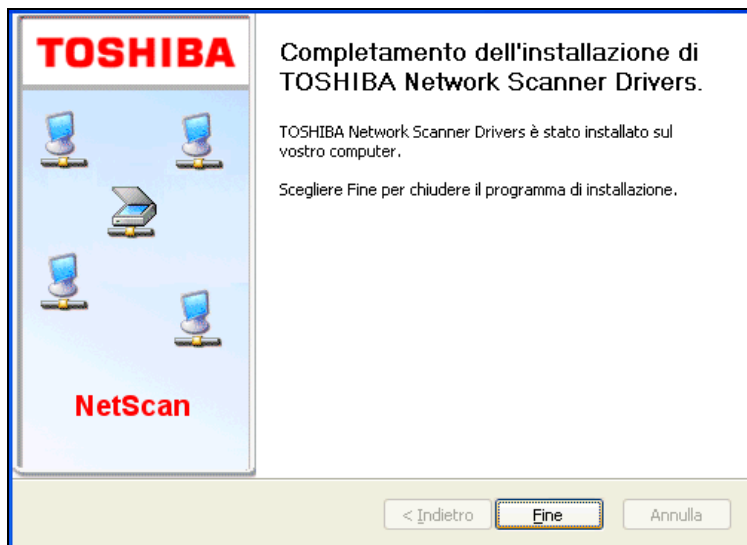 TOSHIBA
NetScan
Completamento dell'installazione di
TOSHIBA Network Scanner Drivers.
TOSHIBA Network Scanner Drivers è stato installato sul
vostro computer.
Scegliere Fine per chiudere il programma di installazione.
< Indietro
Fine
Annulla